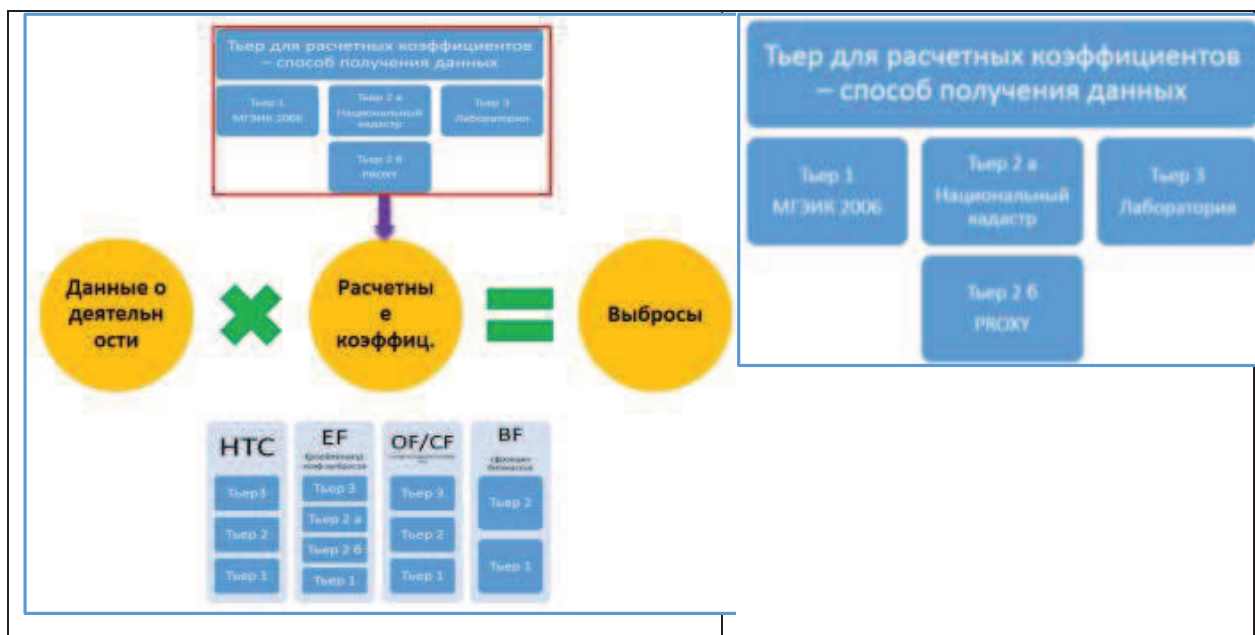 Тьер для расчетных коэффициентов
– способ получения данных
Тьер 1
МГЭИК 2006
Тьер 2 а
Национальный
кадастр
Тьер 3
Лаборатория
Тьер 2 б
PROXY
Данные о
деятельн
ости
Расчетны
е
коэффиц.
Выбросы
НТС
Тьер3
Тьер 2
Тьер 1
EF
Тьер 3
Тьер 2 а
Тьер 2 б
Тьер 1
OF/CF
Тьер 3
Тьер 2
Тьер 1
BF
Тьер 2
Тьер 1
Тьер для расчетных коэффициентов
– способ получения данных
Тьер 1
МГЭИК 2006
Тьер 2 а
Национальный
кадастр
Тьер 3
Лаборатория
Тьер 2 б
PROXY